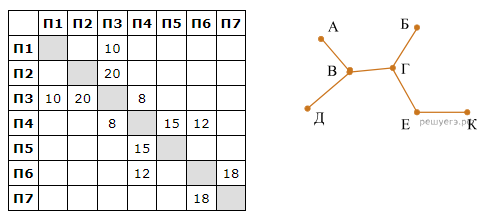 П1 П2 П3 П4 П5 П6 П7
П1 10
П2 20
П3 10 20 8
П4 8 15 12
П5 15
П6 12 18
П7 18
А Б
В Г
Д Е К
решуегэ.рф